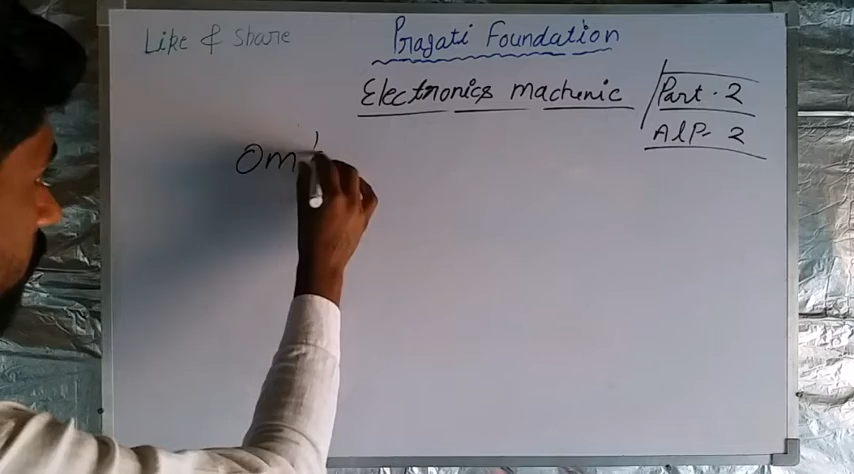 Like & Share
Pragati Foundation
Electronics machenic
Part - 2
ALP- 2
Om